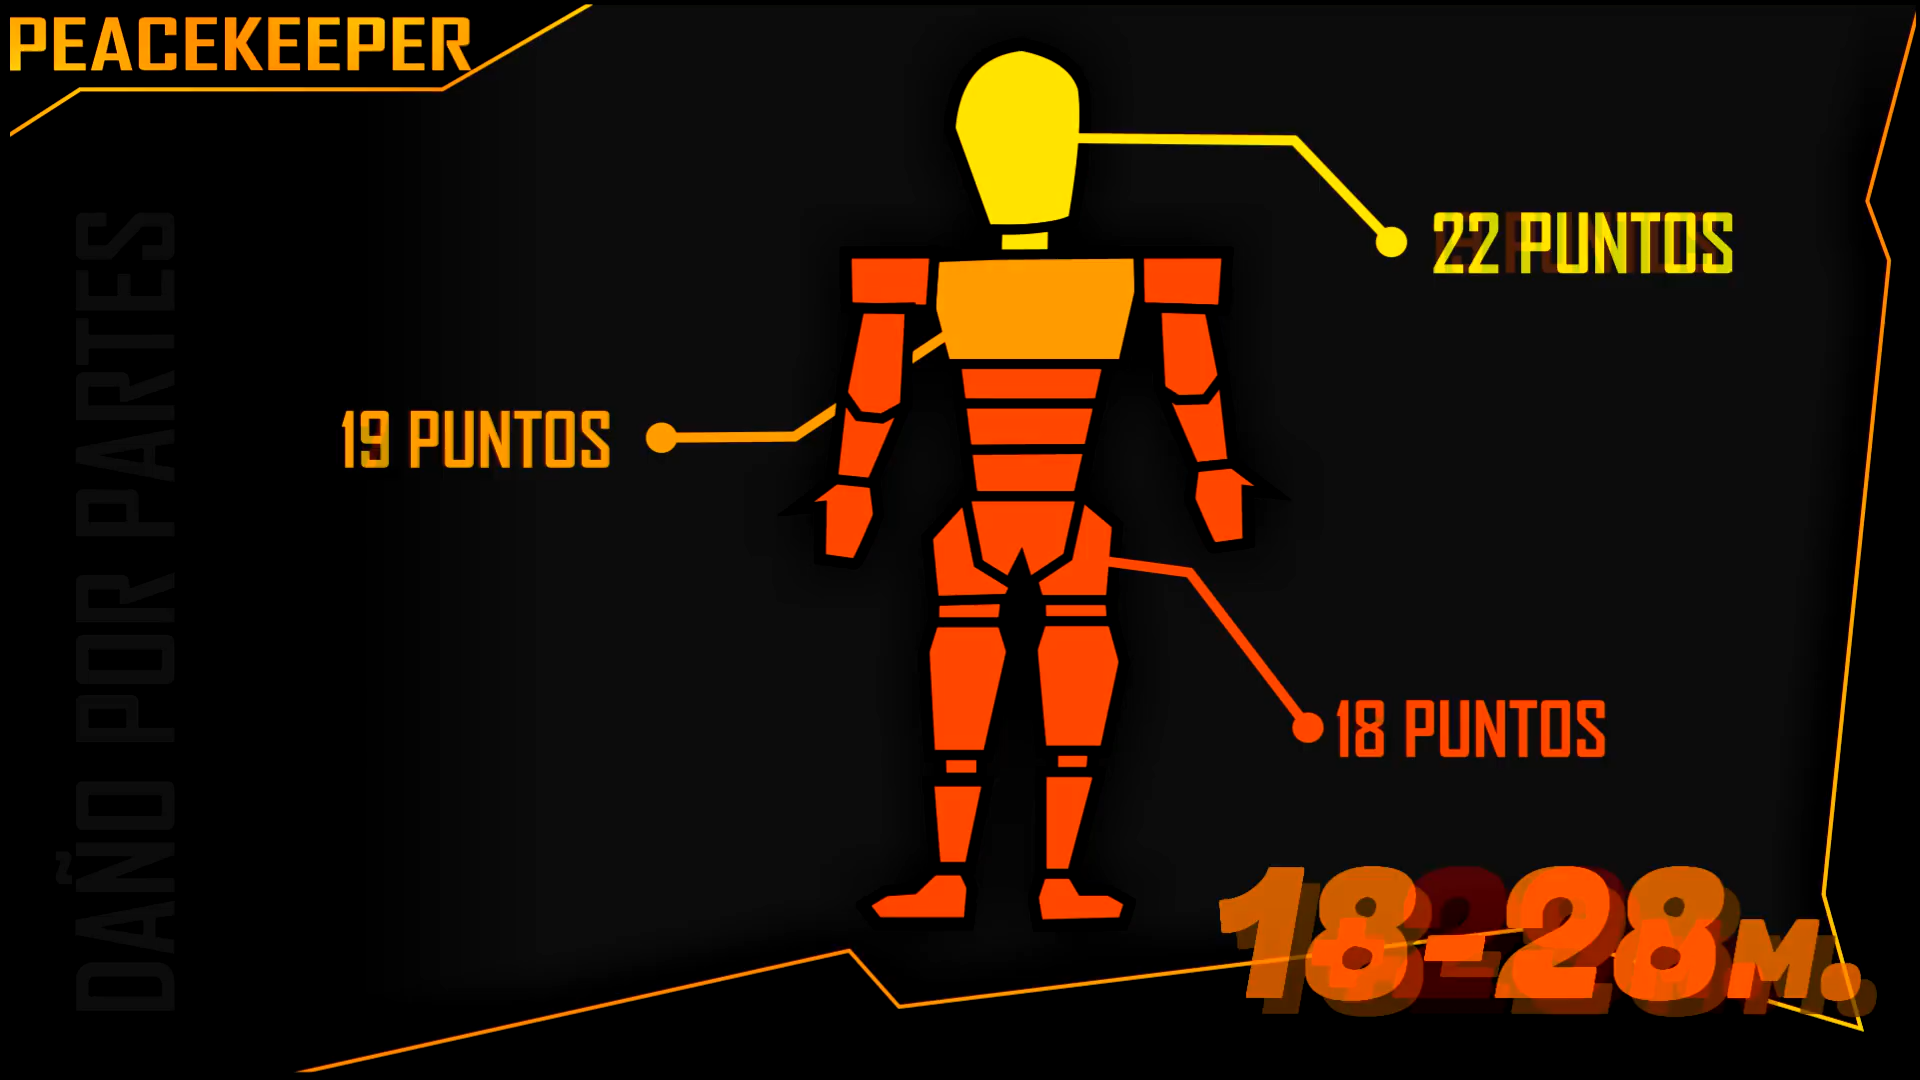 PEACEKEEPER
DAÑO POR PARTES
22 PUNTOS
19 PUNTOS
18 PUNTOS
18-28M.